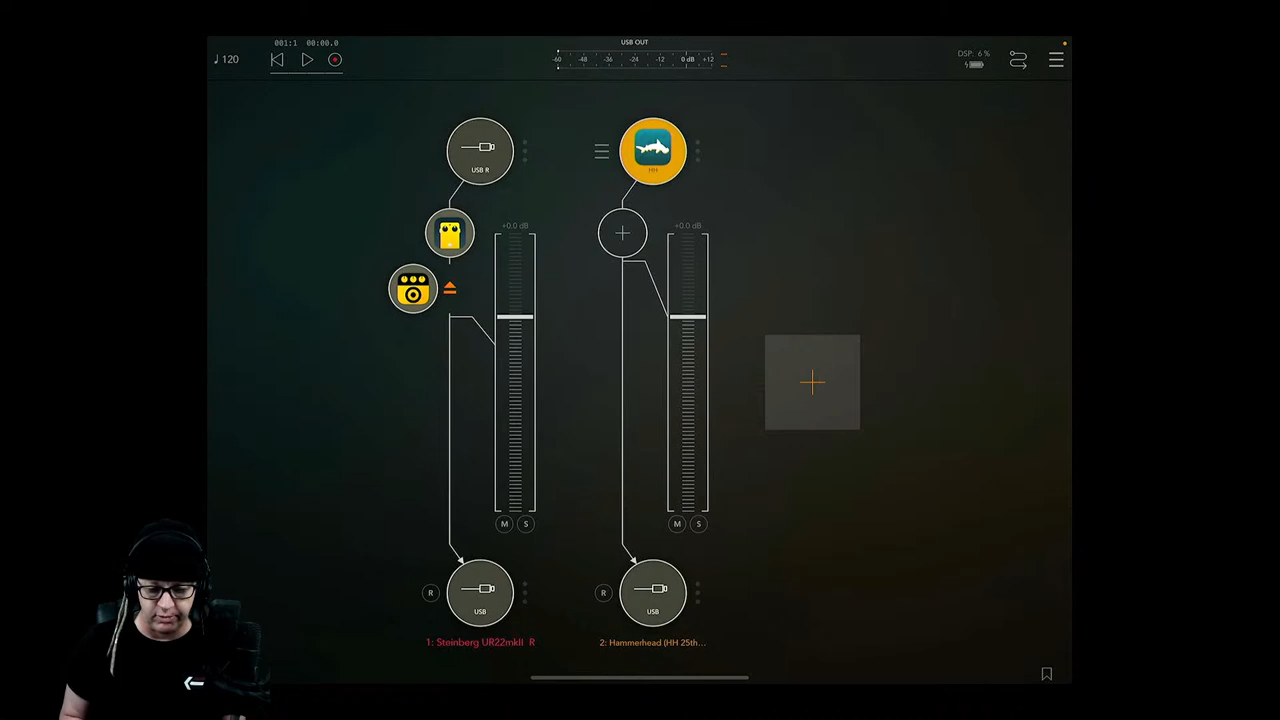 USB OUT
001:1 00:00.0
♩ 120
-60 -48 -36 -24 -12 0 dB +12
DSP: 6 %
USB R
HH
+0.0 dB
+0.0 dB
M S
M S
R
USB
R
USB
1: Steinberg UR22mkII R
2: Hammerhead (HH 25th...